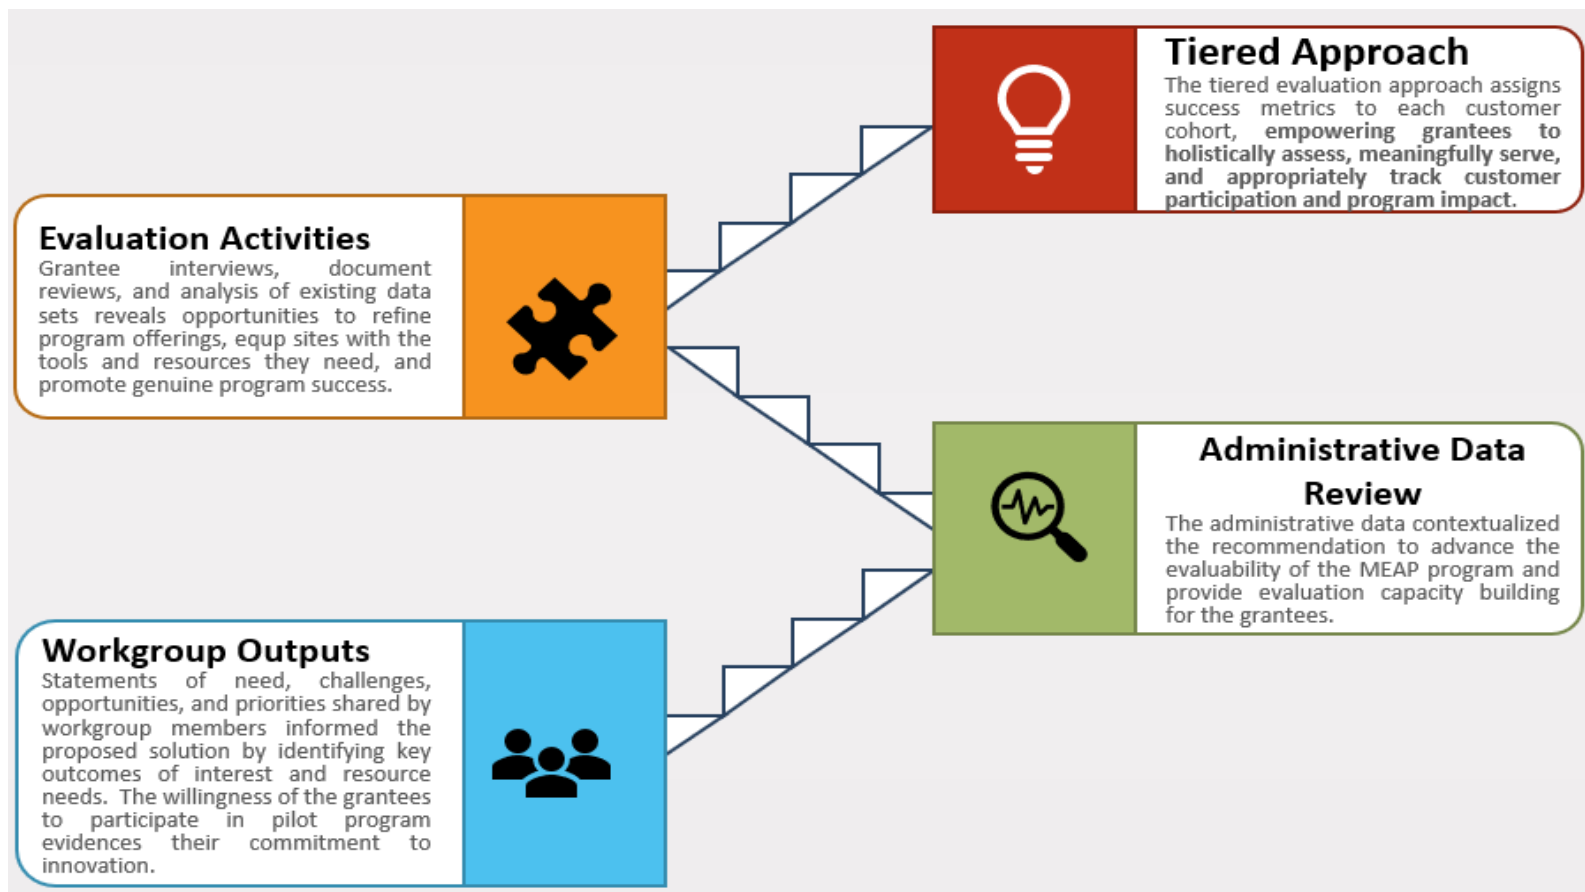 Tiered Approach
The tiered evaluation approach assigns
success metrics to each customer
cohort, empowering grantees to
holistically assess, meaningfully serve,
and appropriately track customer
participation and program impact.
Evaluation Activities
Grantee interviews, document
reviews, and analysis of existing data
sets reveals opportunities to refine
program offerings, equp sites with the
tools and resources they need, and
promote genuine program success.
Administrative Data
Review
The administrative data contextualized
the recommendation to advance the
evaluability of the MEAP program and
provide evaluation capacity building
for the grantees.
Workgroup Outputs
Statements of need, challenges,
opportunities, and priorities shared by
workgroup members informed the
proposed solution by identifying key
outcomes of interest and resource
needs. The willingness of the grantees
to participate in pilot program
evidences their commitment to
innovation.